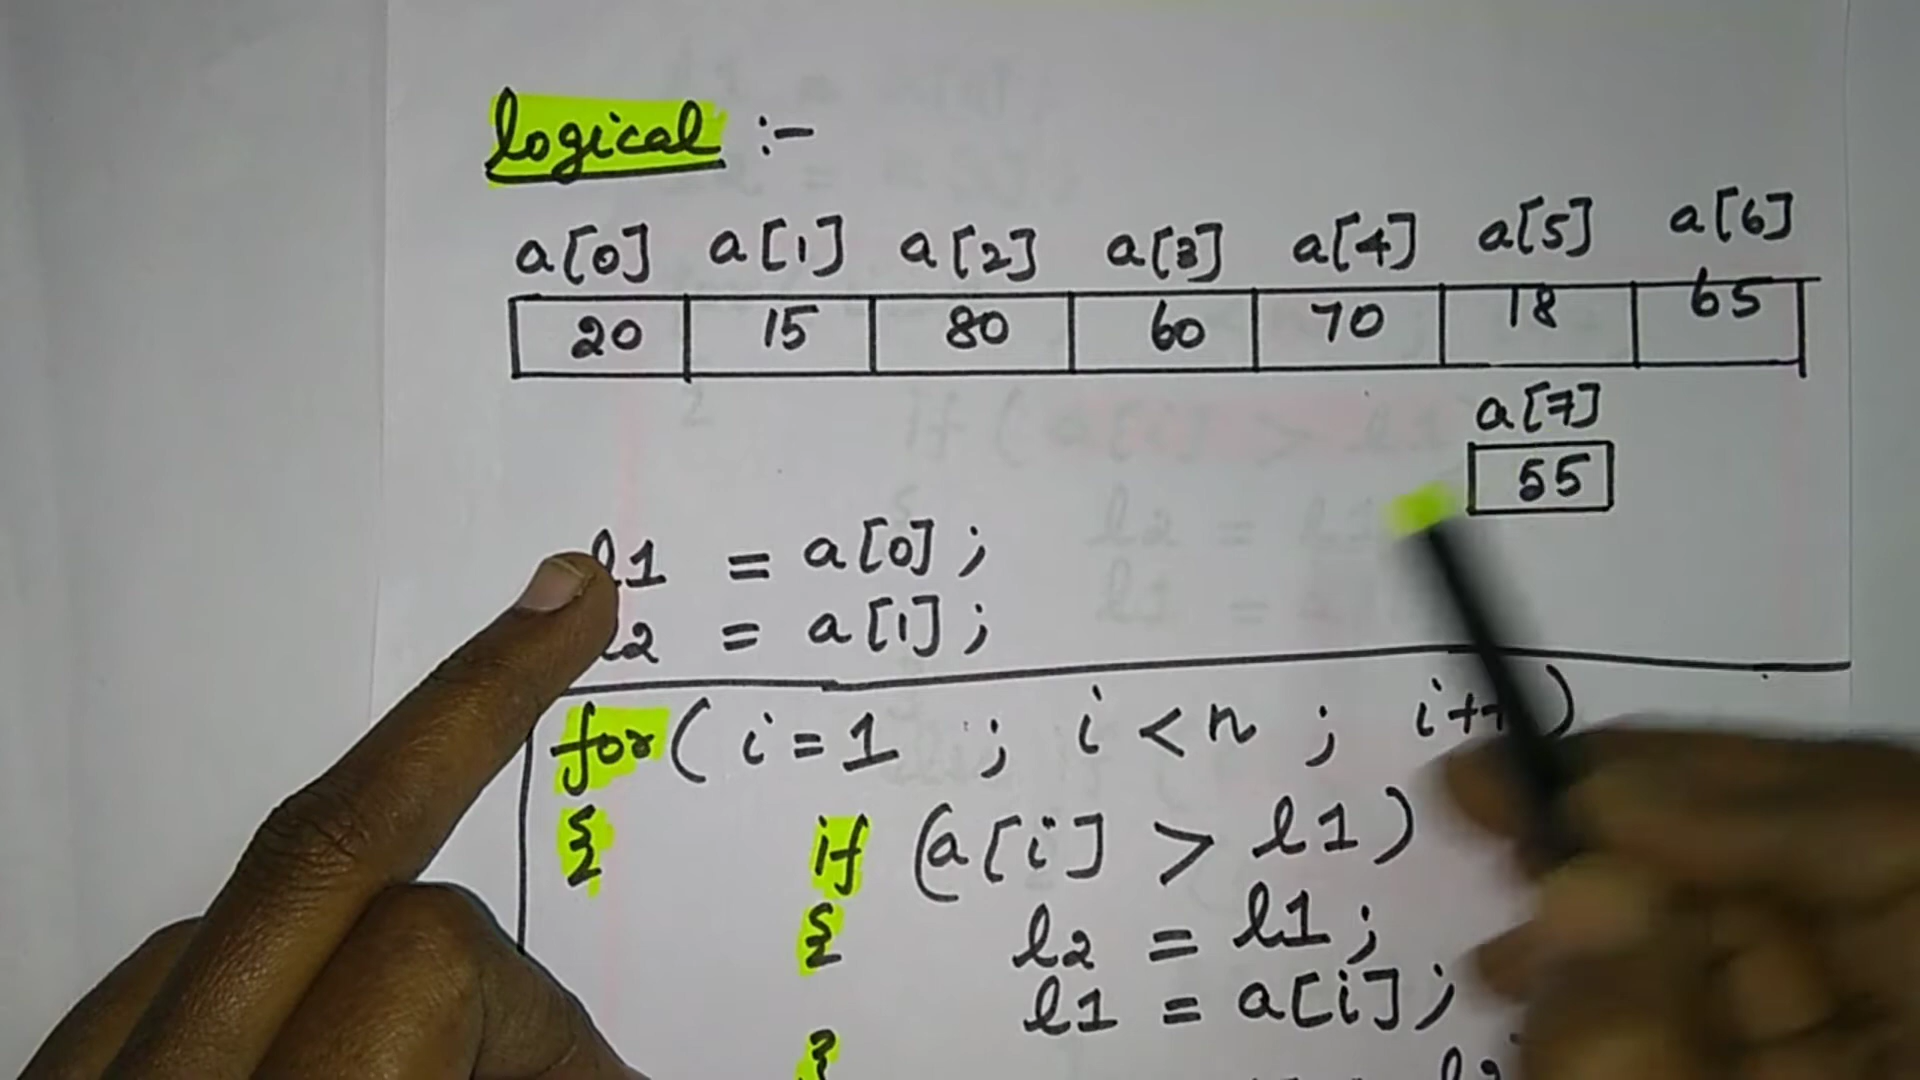 logical :-
a[0] a[1] a[2] a[3] a[4] a[5] a[6]
20 15 80 60 70 18 65
a[7]
55
l1 = a[0];
l2 = a[1];
for( i=1 ; i<n ; i++)
{ if (a[i] > l1)
{ l2 = l1;
l1 = a[i];
}